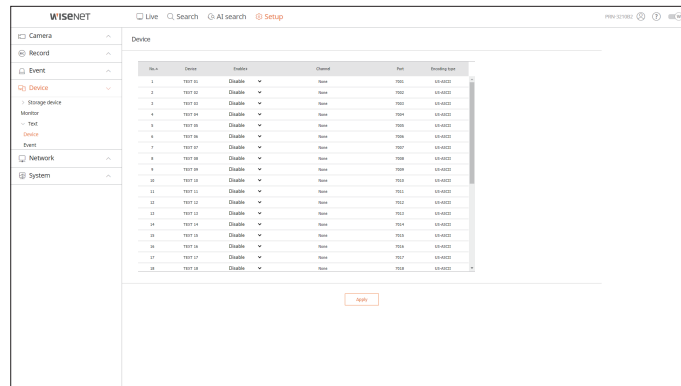 WISENET
Live Search AI search Setup
Camera
Record
Event
Device
Storage device
Monitor
Text
Device
Event
Network
System
Device
No. Device Enable Channel Port Encoding type
1 TEXT 01 Disable None 7001 US-ASCII
2 TEXT 02 Disable None 7002 US-ASCII
3 TEXT 03 Disable None 7003 US-ASCII
4 TEXT 04 Disable None 7004 US-ASCII
5 TEXT 05 Disable None 7005 US-ASCII
6 TEXT 06 Disable None 7006 US-ASCII
7 TEXT 07 Disable None 7007 US-ASCII
8 TEXT 08 Disable None 7008 US-ASCII
9 TEXT 09 Disable None 7009 US-ASCII
10 TEXT 10 Disable None 7010 US-ASCII
11 TEXT 11 Disable None 7011 US-ASCII
12 TEXT 12 Disable None 7012 US-ASCII
13 TEXT 13 Disable None 7013 US-ASCII
14 TEXT 14 Disable None 7014 US-ASCII
15 TEXT 15 Disable None 7015 US-ASCII
16 TEXT 16 Disable None 7016 US-ASCII
17 TEXT 17 Disable None 7017 US-ASCII
18 TEXT 18 Disable None 7018 US-ASCII
Apply